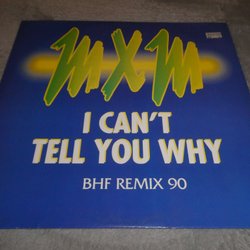 MXM
I CAN'T
TELL YOU WHY
BHF REMIX 90